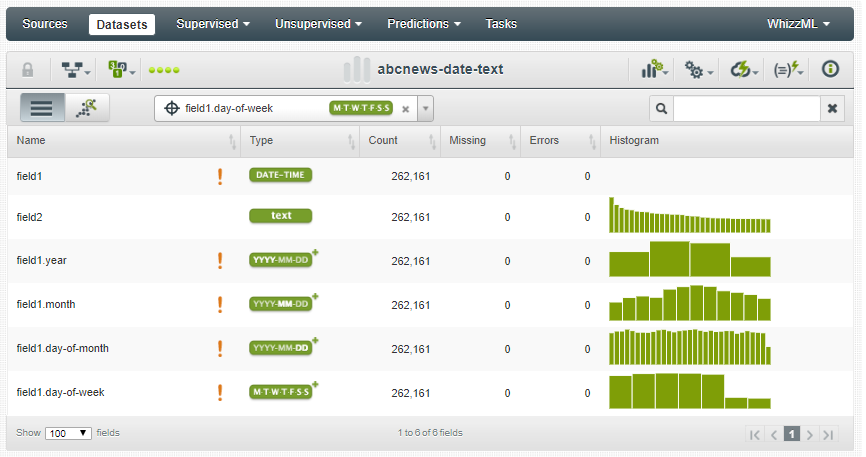 Sources Datasets Supervised Unsupervised Predictions Tasks WhizzML
abcnews-date-text
field1.day-of-week M-T-W-T-F-S-S
Name Type Count Missing Errors Histogram
field1 DATE-TIME 262,161 0 0
field2 text 262,161 0 0
field1.year YYYY-MM-DD 262,161 0 0
field1.month YYYY-MM-DD 262,161 0 0
field1.day-of-month YYYY-MM-DD 262,161 0 0
field1.day-of-week M-T-W-T-F-S-S 262,161 0 0
Show 100 fields 1 to 6 of 6 fields 1